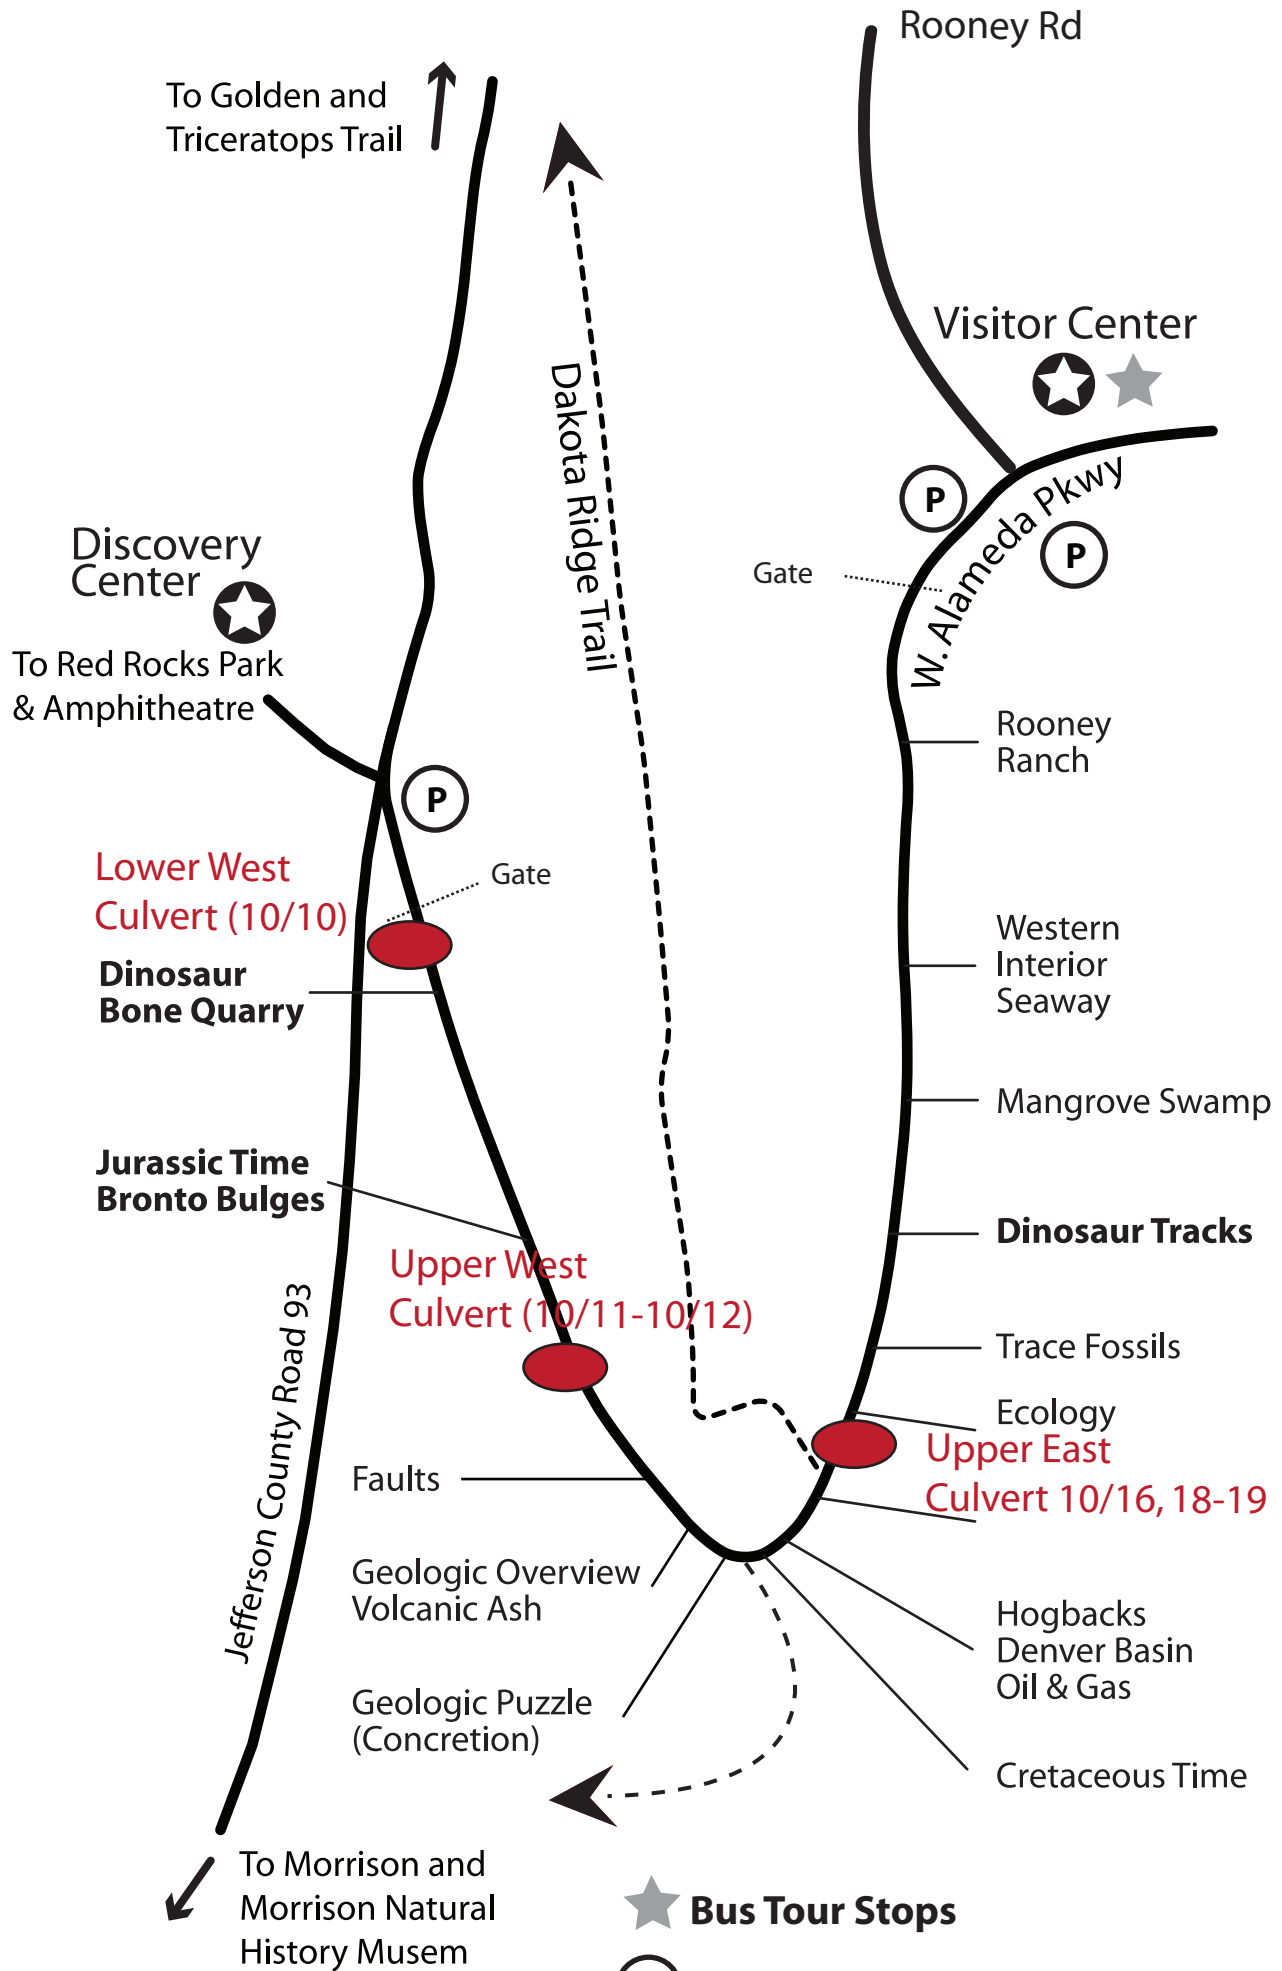 Rooney Rd
To Golden and
Triceratops Trail
Visitor Center
Dakota Ridge Trail
P
W. Alameda Pkwy
P
Gate
Discovery
Center
To Red Rocks Park
& Amphitheatre
Rooney
Ranch
P
Lower West
Culvert (10/10)
Gate
Dinosaur
Bone Quarry
Western
Interior
Seaway
Mangrove Swamp
Jurassic Time
Bronto Bulges
Dinosaur Tracks
Upper West
Culvert (10/11-10/12)
Jefferson County Road 93
Trace Fossils
Ecology
Upper East
Culvert 10/16, 18-19
Faults
Geologic Overview
Volcanic Ash
Hogbacks
Denver Basin
Oil & Gas
Geologic Puzzle
(Concretion)
Cretaceous Time
To Morrison and
Morrison Natural
History Musem
Bus Tour Stops